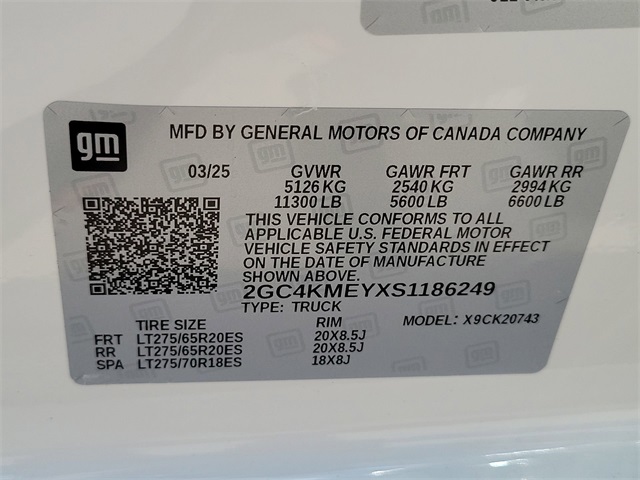 gm
MFD BY GENERAL MOTORS OF CANADA COMPANY
03/25 GVWR GAWR FRT GAWR RR
5126 KG 2540 KG 2994 KG
11300 LB 5600 LB 6600 LB
THIS VEHICLE CONFORMS TO ALL
APPLICABLE U.S. FEDERAL MOTOR
VEHICLE SAFETY STANDARDS IN EFFECT
ON THE DATE OF MANUFACTURE
SHOWN ABOVE.
2GC4KMEYXS1186249
TYPE: TRUCK
TIRE SIZE RIM MODEL: X9CK20743
FRT LT275/65R20ES 20X8.5J
RR LT275/65R20ES 20X8.5J
SPA LT275/70R18ES 18X8J